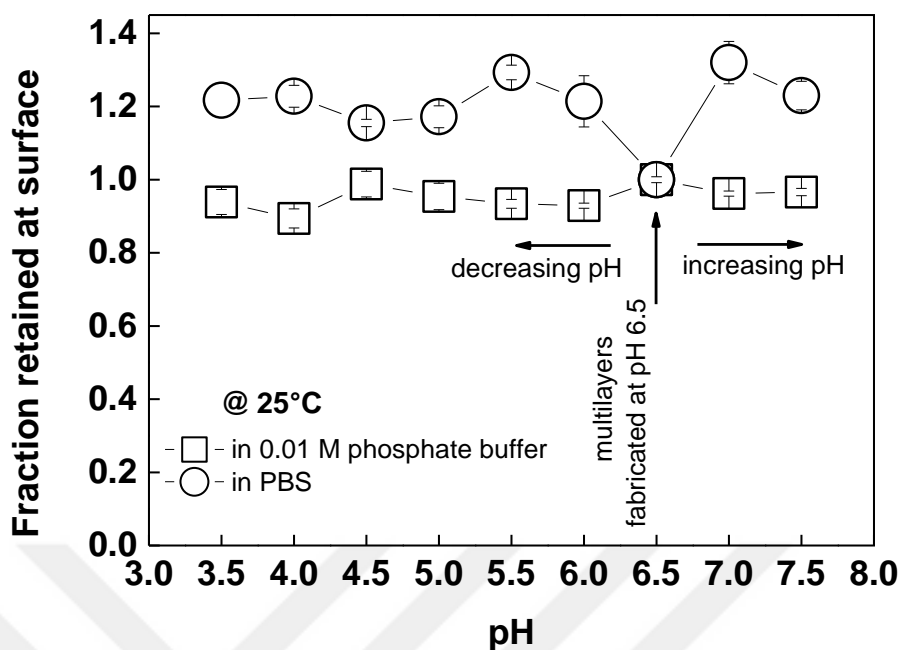 Fraction retained at surface
1.4
1.2
1.0
0.8
0.6
0.4
0.2
0.0
decreasing pH
increasing pH
multilayers
fabricated at pH 6.5
@ 25°C
in 0.01 M phosphate buffer
in PBS
3.0 3.5 4.0 4.5 5.0 5.5 6.0 6.5 7.0 7.5 8.0
pH